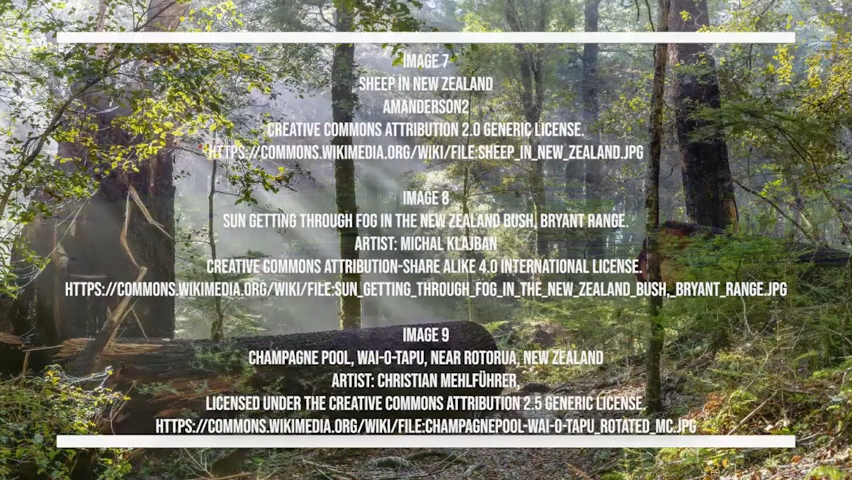 IMAGE 7
SHEEP IN NEW ZEALAND
AMANDERSON2
CREATIVE COMMONS ATTRIBUTION 2.0 GENERIC LICENSE.
HTTPS://COMMONS.WIKIMEDIA.ORG/WIKI/FILE:SHEEP_IN_NEW_ZEALAND.JPG
IMAGE 8
SUN GETTING THROUGH FOG IN THE NEW ZEALAND BUSH, BRYANT RANGE.
ARTIST: MICHAL KLAJBAN
CREATIVE COMMONS ATTRIBUTION-SHARE ALIKE 4.0 INTERNATIONAL LICENSE.
HTTPS://COMMONS.WIKIMEDIA.ORG/WIKI/FILE:SUN_GETTING_THROUGH_FOG_IN_THE_NEW_ZEALAND_BUSH,_BRYANT_RANGE.JPG
IMAGE 9
CHAMPAGNE POOL, WAI-O-TAPU, NEAR ROTORUA, NEW ZEALAND
ARTIST: CHRISTIAN MEHLFÜHRER,
LICENSED UNDER THE CREATIVE COMMONS ATTRIBUTION 2.5 GENERIC LICENSE.
HTTPS://COMMONS.WIKIMEDIA.ORG/WIKI/FILE:CHAMPAGNEPOOL-WAI-O-TAPU_ROTATED_MC.JPG